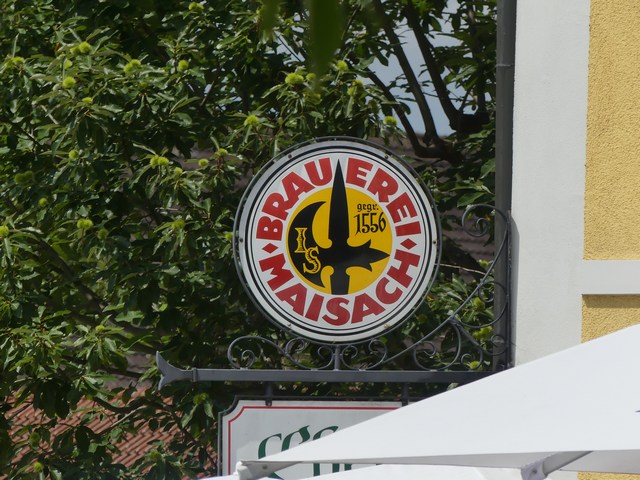 BRAUEREI
gegr.
1556
LS
MAISACH